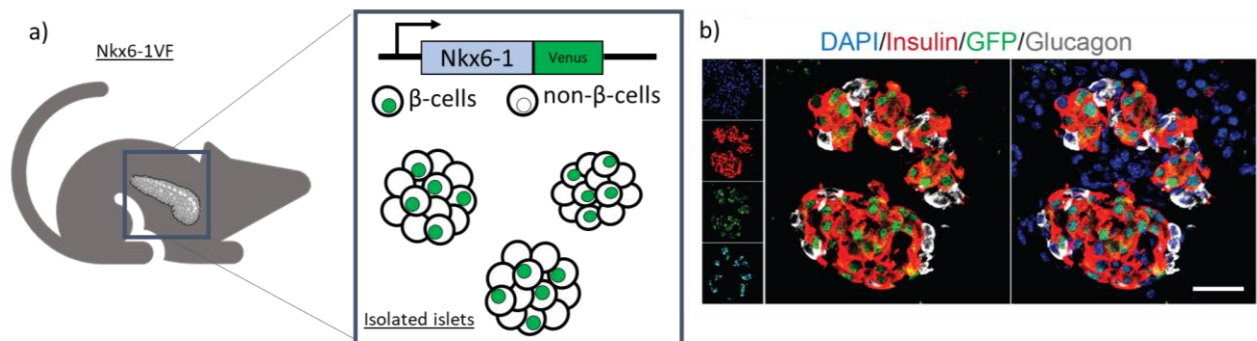 a)
Nkx6-1VF
Nkx6-1
Venus
β-cells
non-β-cells
Isolated islets
b)
DAPI/Insulin/GFP/Glucagon